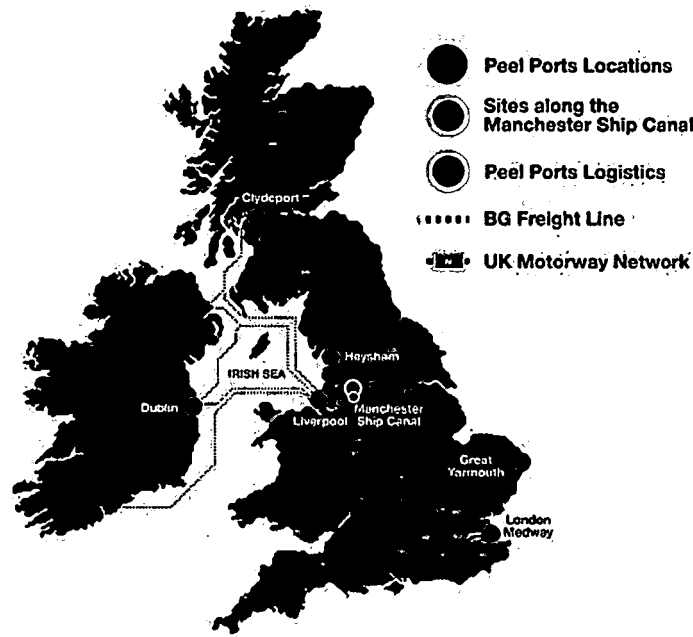 Peel Ports Locations
Sites along the
Manchester Ship Canal
Peel Ports Logistics
BG Freight Line
UK Motorway Network
Clydeport
Heysham
IRISH SEA
Dublin
Liverpool
Manchester
Ship Canal
Great
Yarmouth
London
Medway